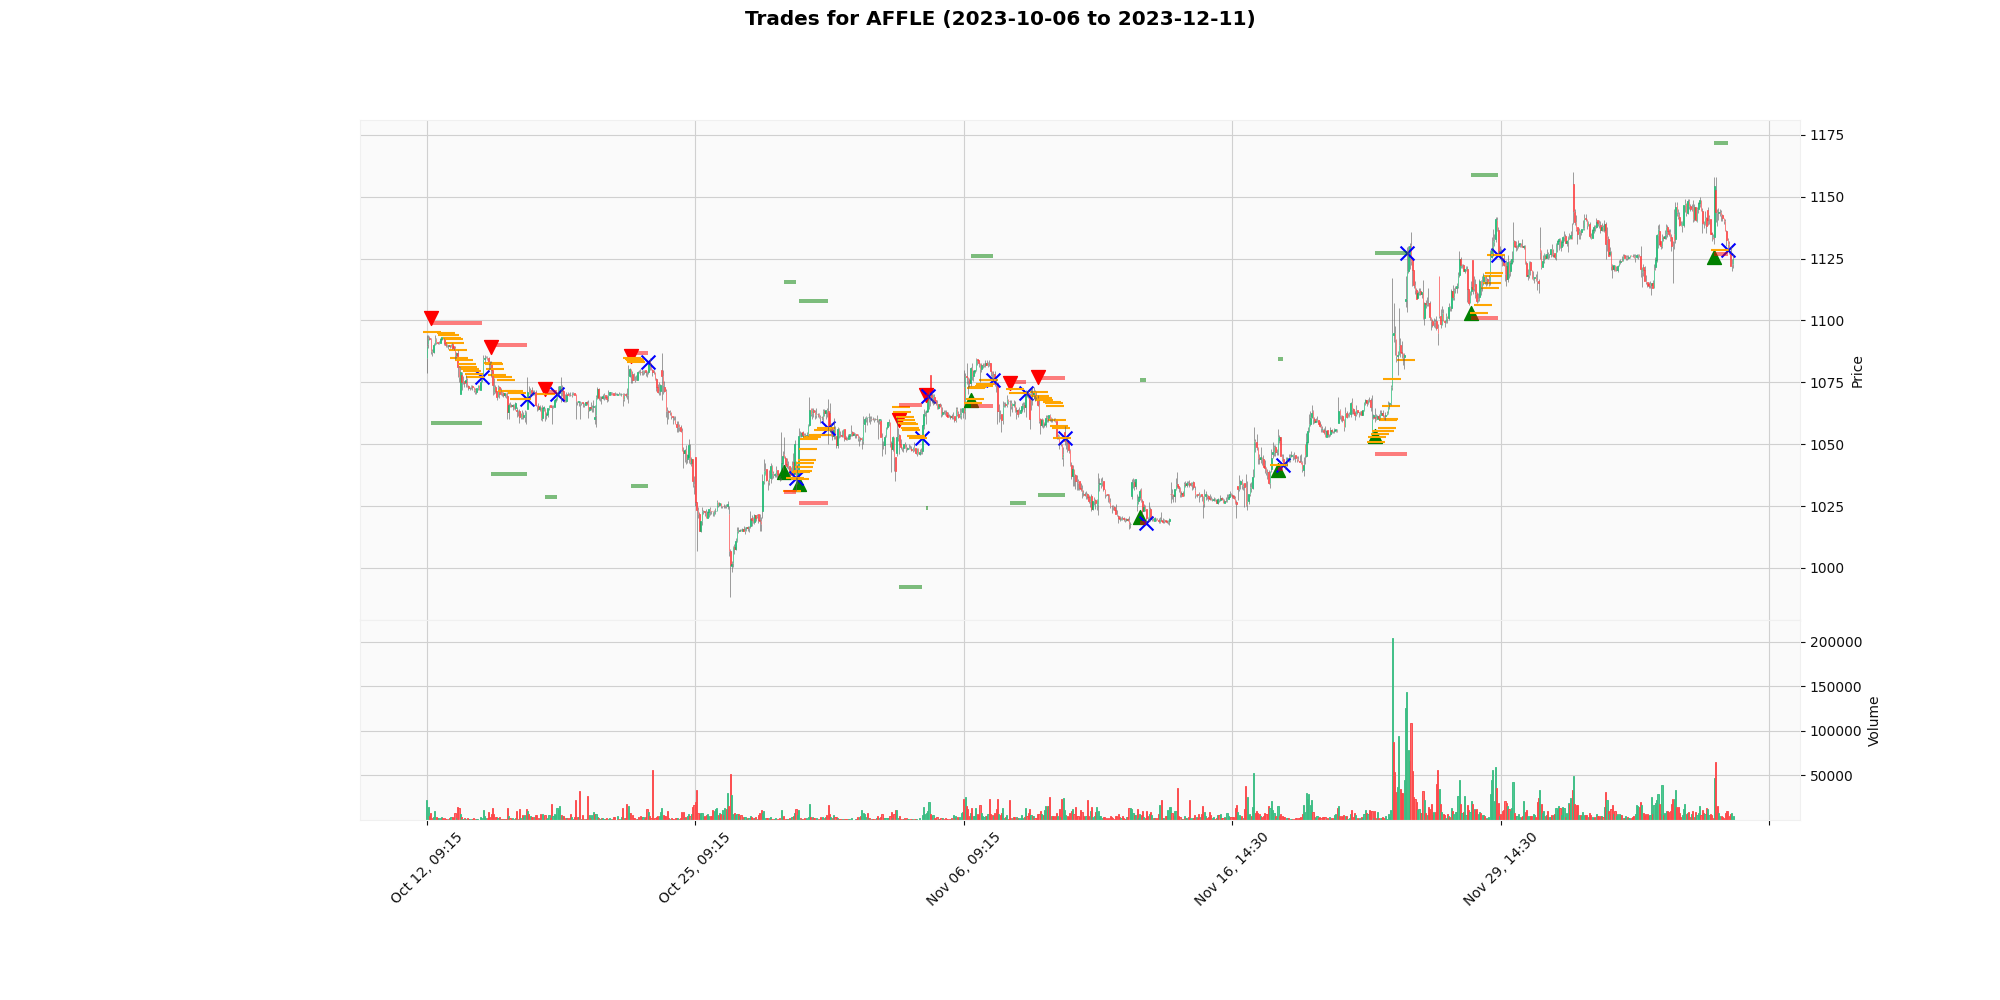 Trades for AFFLE (2023-10-06 to 2023-12-11)
1175
1150
1125
1100
1075
1050
1025
1000
Price
200000
150000
100000
50000
Volume
Oct 12, 09:15
Oct 25, 09:15
Nov 06, 09:15
Nov 16, 14:30
Nov 29, 14:30